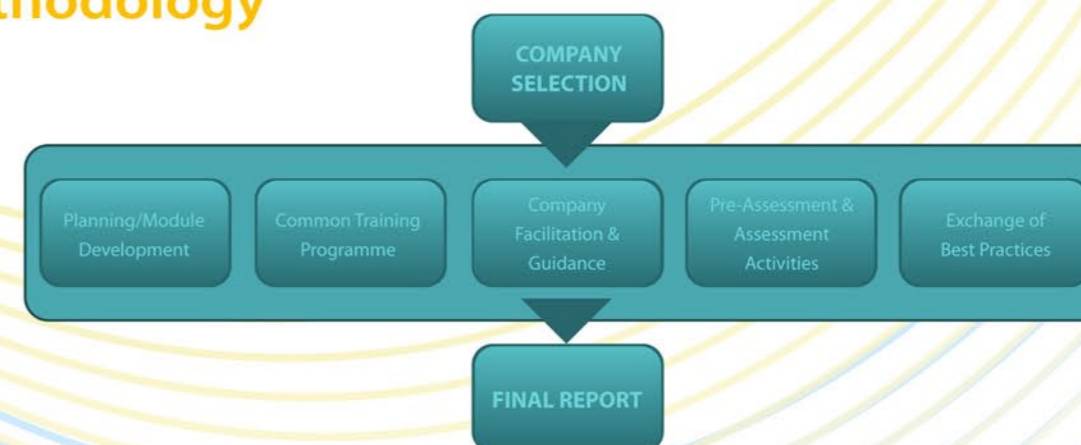 thodology
COMPANY
SELECTION
Planning/Module
Development
Common Training
Programme
Company
Facilitation &
Guidance
Pre-Assessment &
Assessment
Activities
Exchange of
Best Practices
FINAL REPORT